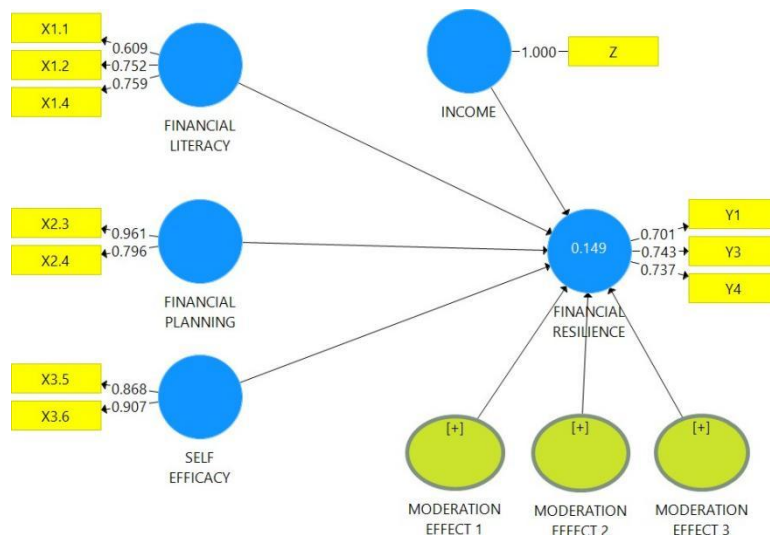 X1.1
0.609
X1.2
0.752
X1.4
0.759
FINANCIAL
LITERACY
1.000
Z
INCOME
X2.3
0.961
X2.4
0.796
FINANCIAL
PLANNING
0.149
0.701
Y1
0.743
Y3
0.737
Y4
FINANCIAL
RESILIENCE
X3.5
0.868
X3.6
0.907
SELF
EFFICACY
[+]
MODERATION
EFFECT 1
[+]
MODERATION
EFFECT 2
[+]
MODERATION
EFFECT 3